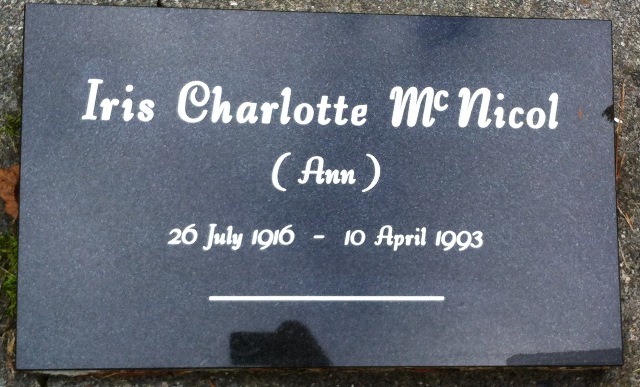 Iris Charlotte McNicol
(Ann)
26 July 1916 - 10 April 1993